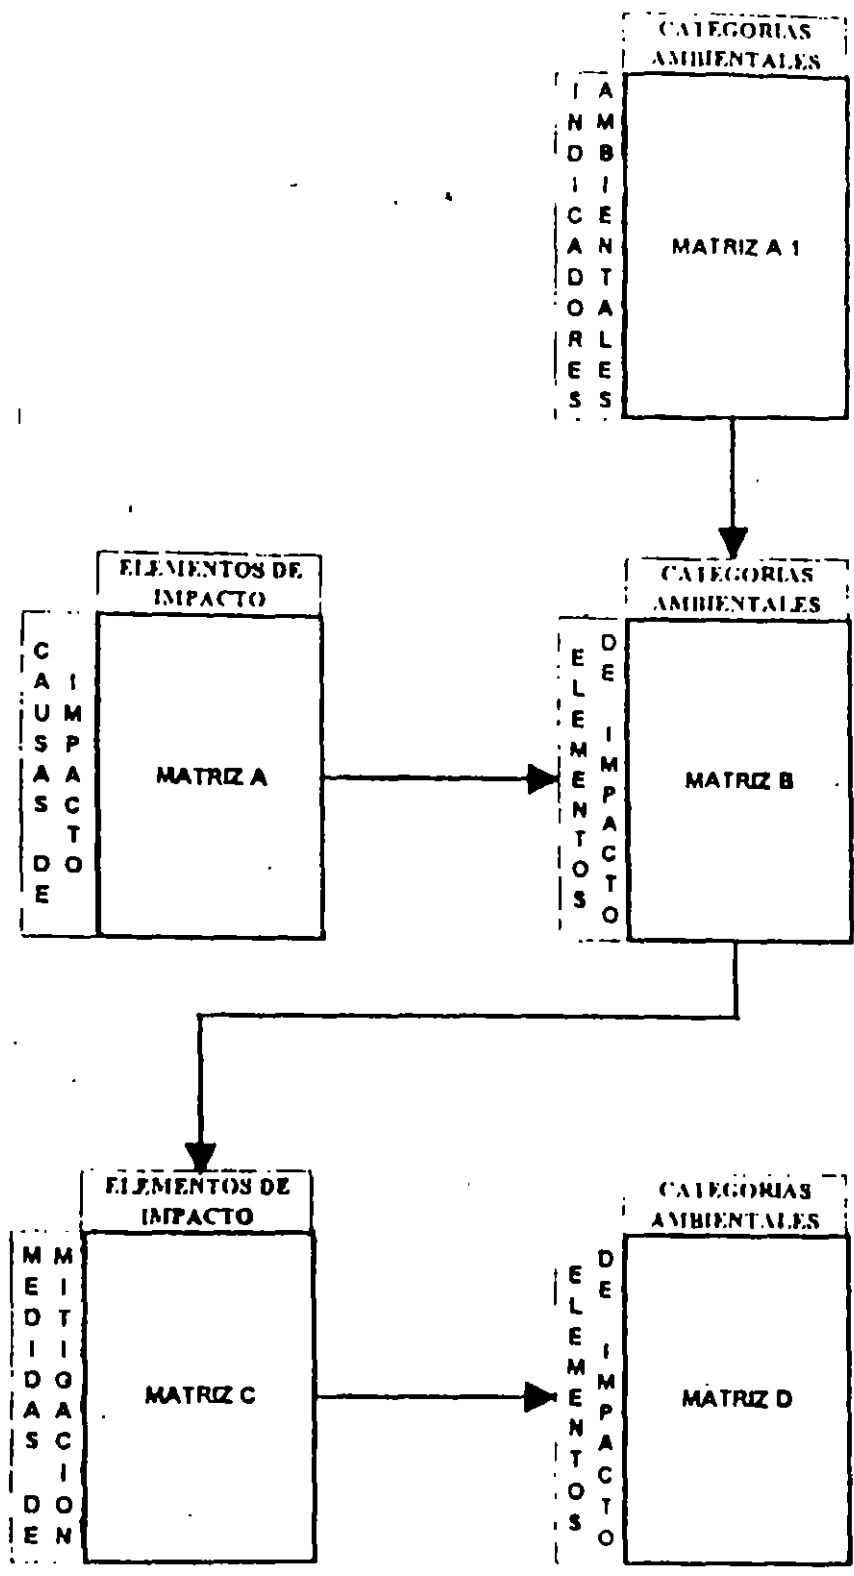 CATEGORIAS
AMBIENTALES
INDICADORES
AMBIENTALES
MATRIZ A 1
ELEMENTOS DE
IMPACTO
CAUSAS DE
IMPACTO
MATRIZ A
CATEGORIAS
AMBIENTALES
ELEMENTOS
DE IMPACTO
MATRIZ B
ELEMENTOS DE
IMPACTO
MEDIDAS DE
MITIGACION
MATRIZ C
CATEGORIAS
AMBIENTALES
ELEMENTOS
DE IMPACTO
MATRIZ D